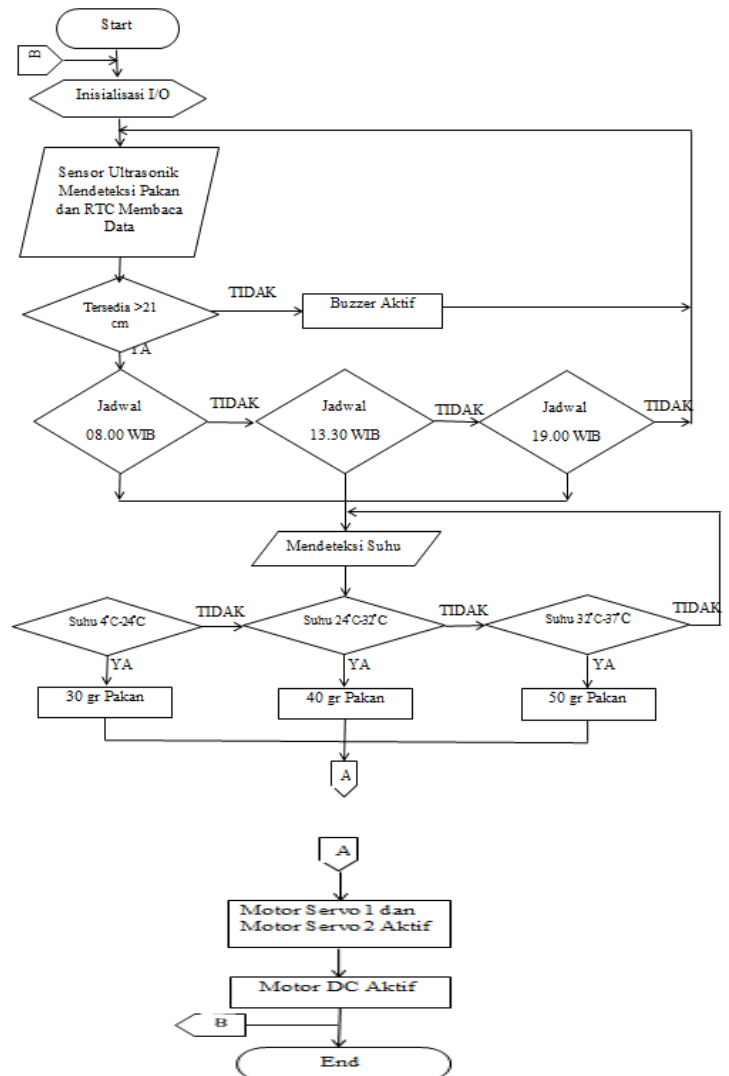 Start
B
Inisialisasi I/O
Sensor Ultrasonik
Mendeteksi Pakan
dan RTC Membaca
Data
Tersedia >21
cm
TIDAK
Buzzer Aktif
YA
Jadwal
08.00 WIB
TIDAK
Jadwal
13.30 WIB
TIDAK
Jadwal
19.00 WIB
TIDAK
Mendeteksi Suhu
Suhu 4°C-24°C
TIDAK
Suhu 24°C-32°C
TIDAK
Suhu 32°C-37°C
TIDAK
YA
YA
YA
30 gr Pakan
40 gr Pakan
50 gr Pakan
A
A
Motor Servo 1 dan
Motor Servo 2 Aktif
Motor DC Aktif
B
End